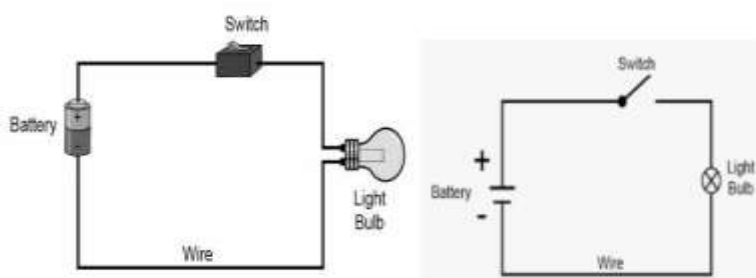 Switch
+
Battery
Light
Bulb
Wire
Switch
+
Battery
-
Light
Bulb
Wire